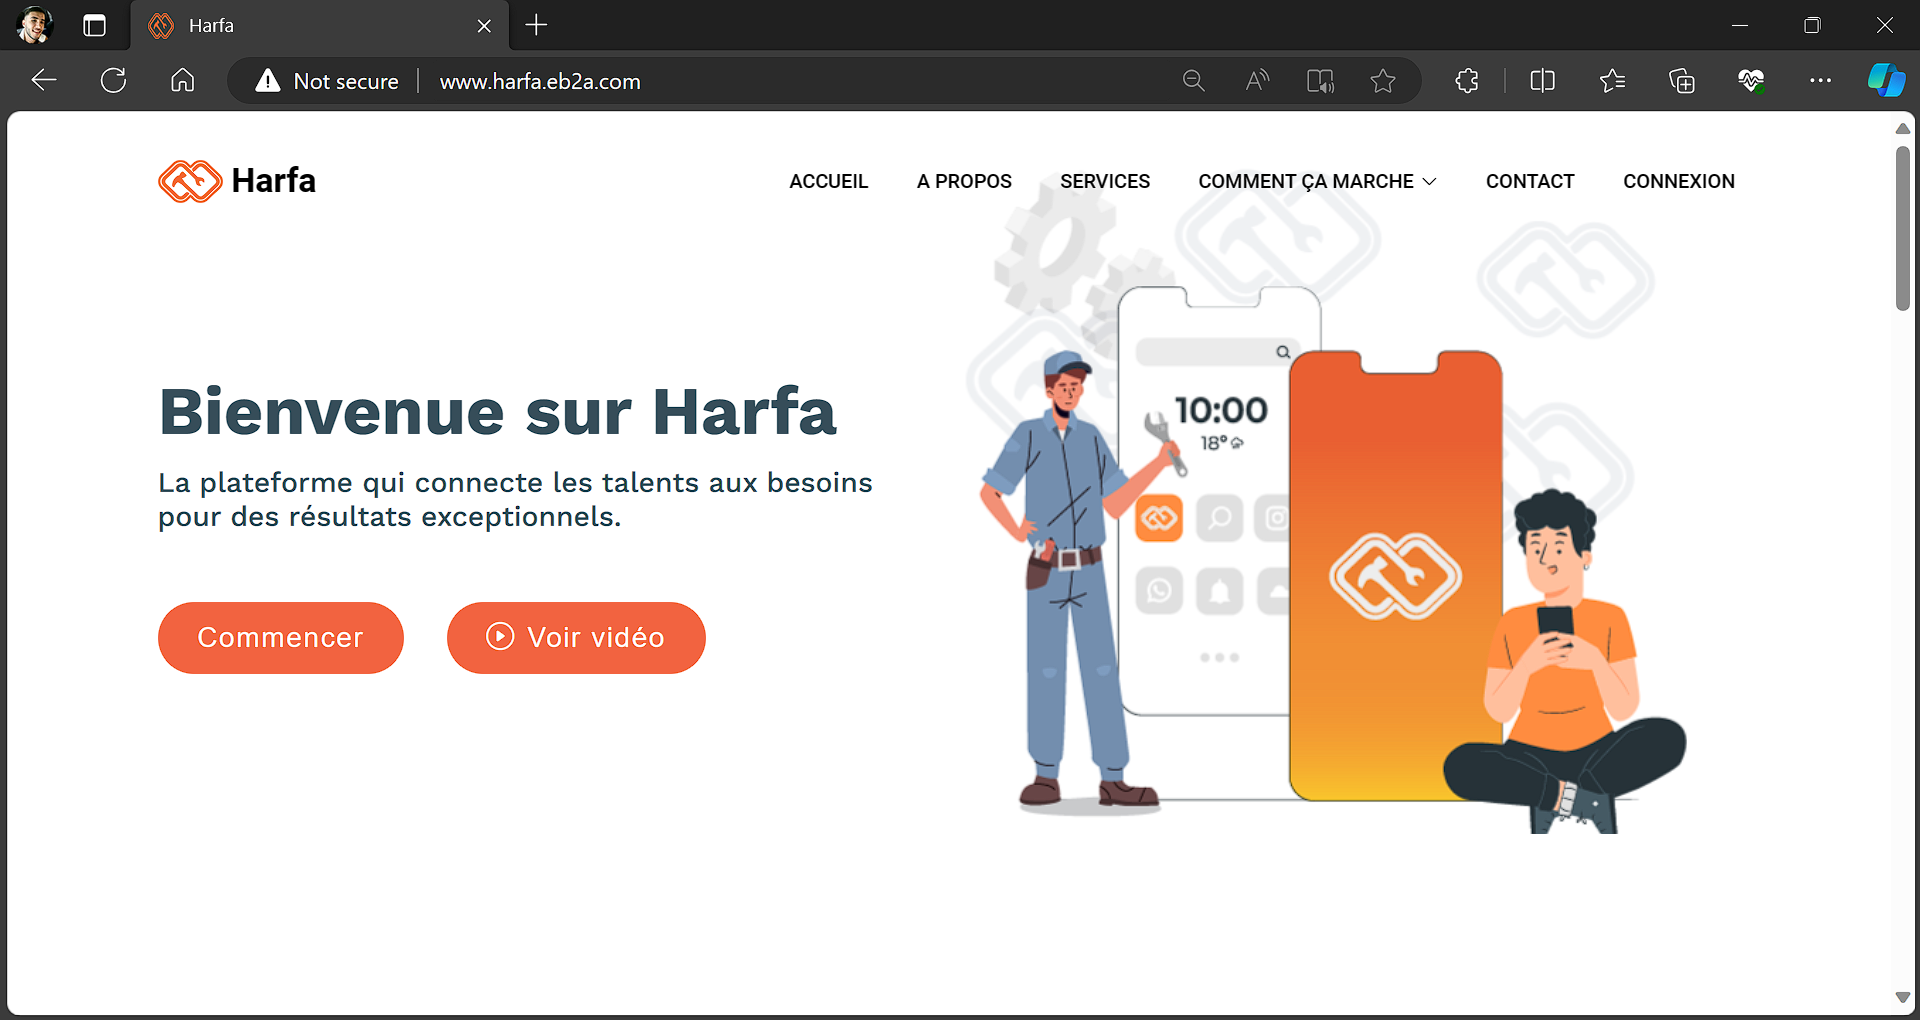 Harfa
Not secure
www.harfa.eb2a.com
Harfa
ACCUEIL
A PROPOS
SERVICES
COMMENT ÇA MARCHE
CONTACT
CONNEXION
Bienvenue sur Harfa
La plateforme qui connecte les talents aux besoins
pour des résultats exceptionnels.
Commencer
Voir vidéo
10:00
18°